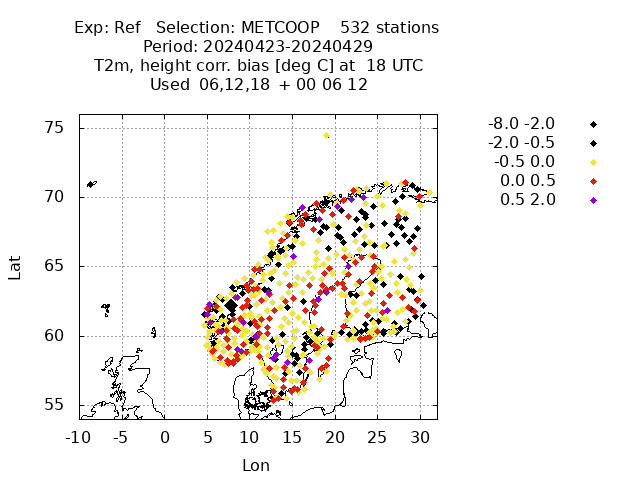 Exp: Ref   Selection: METCOOP    532 stations
Period: 20240423-20240429
T2m, height corr. bias [deg C] at  18 UTC
Used  06,12,18  + 00 06 12
-8.0 -2.0
-2.0 -0.5
-0.5 0.0
0.0 0.5
0.5 2.0
75
70
65
60
55
Lat
-10 -5 0 5 10 15 20 25 30
Lon